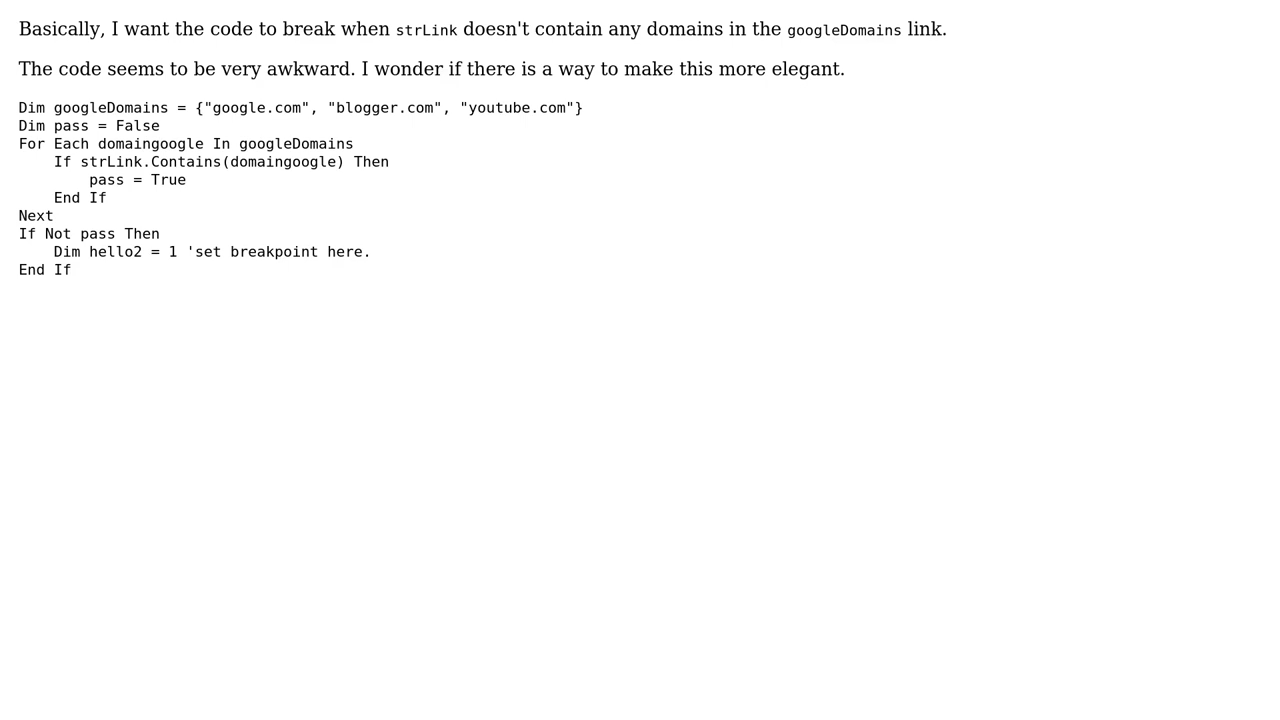 Basically, I want the code to break when strLink doesn't contain any domains in the googleDomains link.
The code seems to be very awkward. I wonder if there is a way to make this more elegant.
Dim googleDomains = {"google.com", "blogger.com", "youtube.com"}
Dim pass = False
For Each domaingoogle In googleDomains
    If strLink.Contains(domaingoogle) Then
        pass = True
    End If
Next
If Not pass Then
    Dim hello2 = 1 'set breakpoint here.
End If